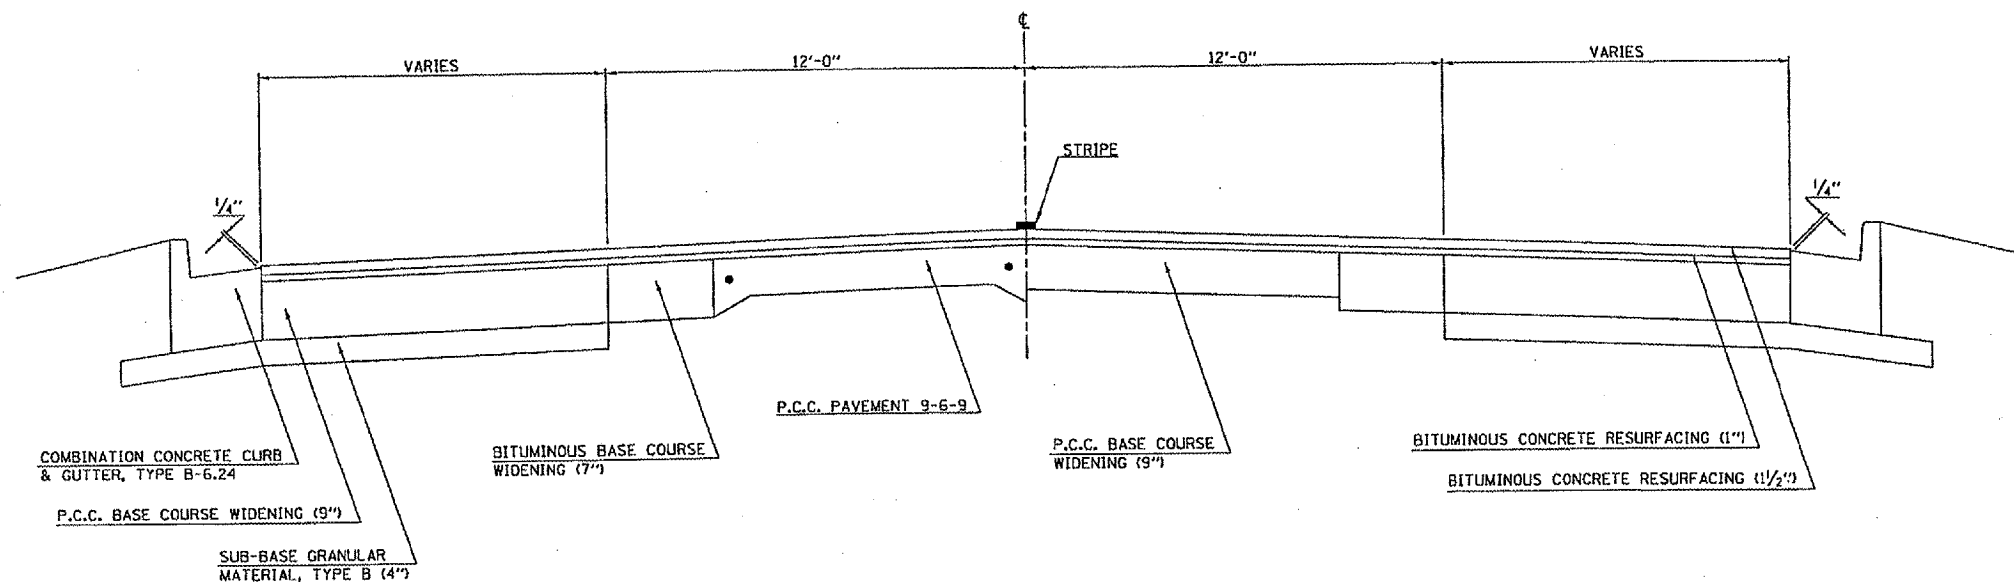 ℄
VARIES
12'-0"
12'-0"
VARIES
STRIPE
1/4"
1/4"
P.C.C. PAVEMENT 9-6-9
COMBINATION CONCRETE CURB
& GUTTER, TYPE B-6.24
BITUMINOUS BASE COURSE
WIDENING (7")
P.C.C. BASE COURSE
WIDENING (9")
BITUMINOUS CONCRETE RESURFACING (1")
BITUMINOUS CONCRETE RESURFACING (1 1/2")
P.C.C. BASE COURSE WIDENING (9")
SUB-BASE GRANULAR
MATERIAL, TYPE B (4")